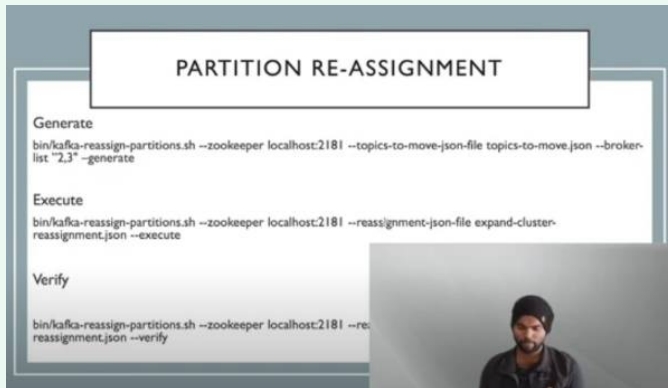 PARTITION RE-ASSIGNMENT
Generate
bin/kafka-reassign-partitions.sh --zookeeper localhost:2181 --topics-to-move-json-file topics-to-move.json --broker-
list "2,3" –generate
Execute
bin/kafka-reassign-partitions.sh --zookeeper localhost:2181 --reassignment-json-file expand-cluster-
reassignment.json --execute
Verify
bin/kafka-reassign-partitions.sh --zookeeper localhost:2181
reassignment.json --verify